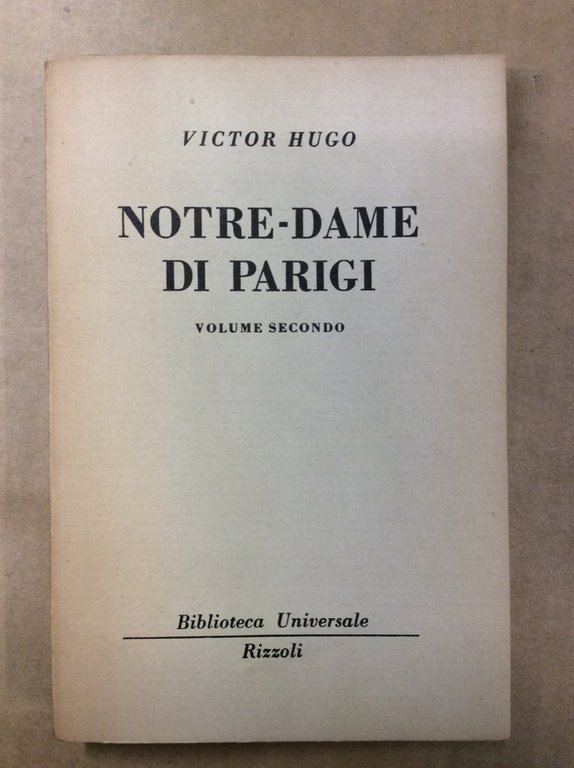 VICTOR HUGO
NOTRE-DAME
DI PARIGI
VOLUME SECONDO
Biblioteca Universale
Rizzoli